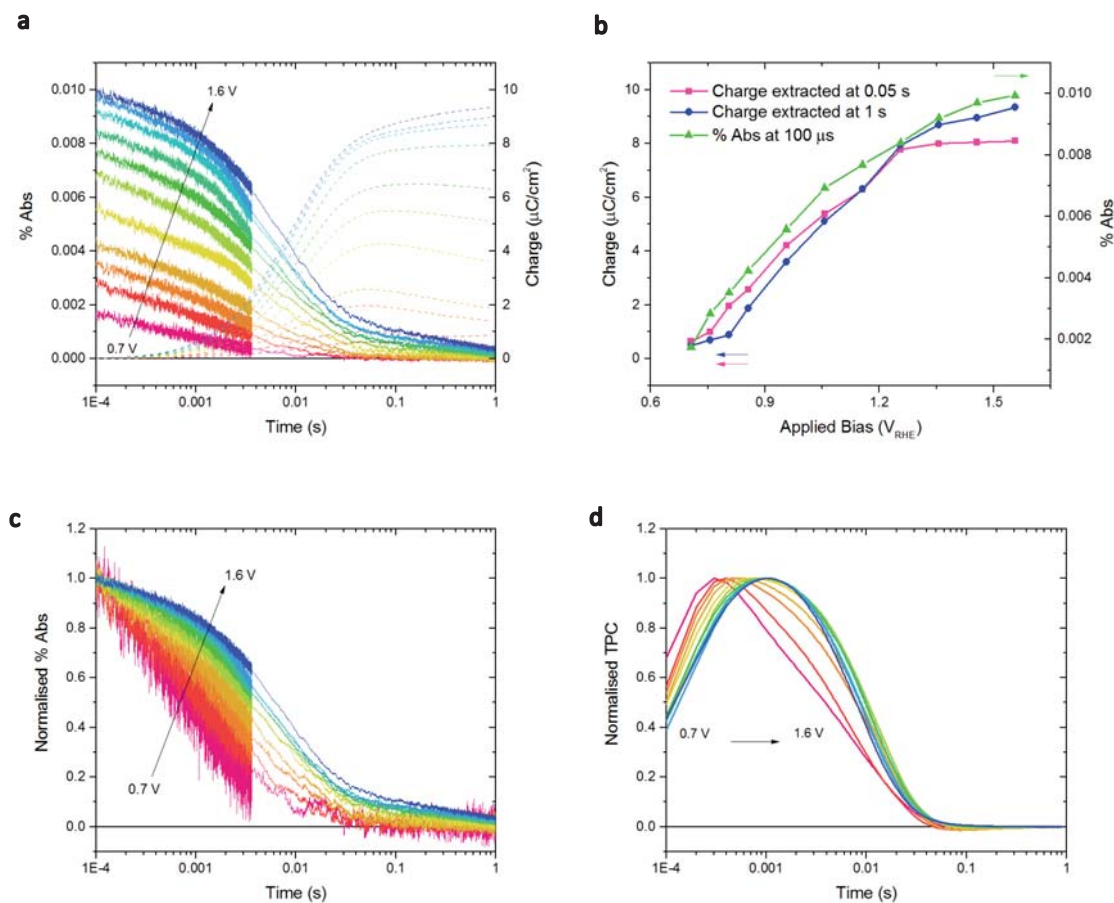 a
0.010
0.008
0.006
0.004
0.002
0.000
% Abs
1.6 V
0.7 V
10
8
6
4
2
0
Charge (μC/cm²)
1E-4
0.001
0.01
0.1
1
Time (s)
b
10
8
6
4
2
0
Charge (μC/cm²)
Charge extracted at 0.05 s
Charge extracted at 1 s
% Abs at 100 μs
0.010
0.008
0.006
0.004
0.002
% Abs
0.6
0.9
1.2
1.5
Applied Bias (V_RHE)
c
1.2
1.0
0.8
0.6
0.4
0.2
0.0
Normalised % Abs
1.6 V
0.7 V
1E-4
0.001
0.01
0.1
1
Time (s)
d
1.2
1.0
0.8
0.6
0.4
0.2
0.0
Normalised TPC
0.7 V
1.6 V
1E-4
0.001
0.01
0.1
1
Time (s)